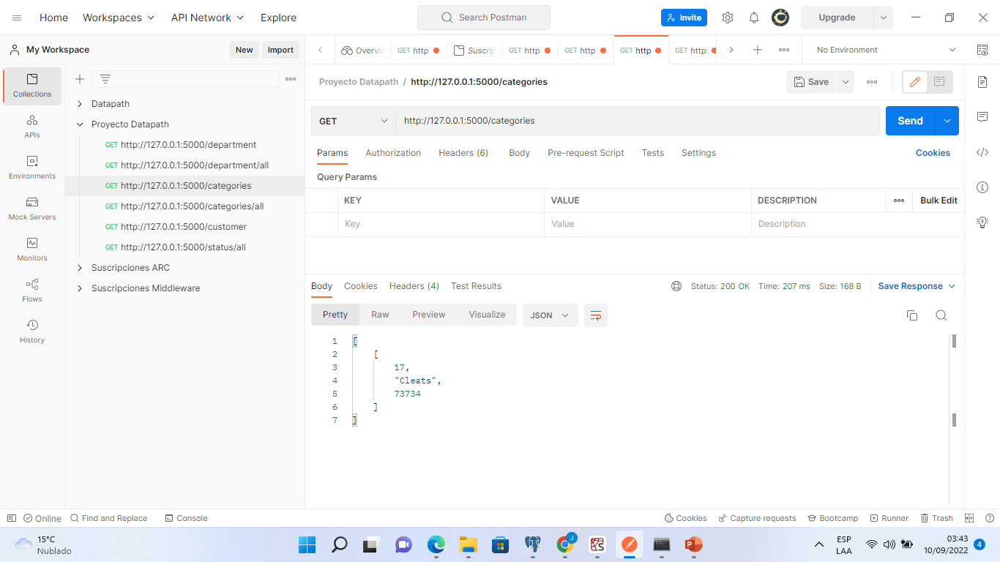 Home Workspaces API Network Explore Search Postman Invite Upgrade
My Workspace New Import Overvie GET http Suscrip GET http GET http GET http GET http: No Environment
Collections
APIs
Environments
Mock Servers
Monitors
Flows
History
Datapath
Proyecto Datapath
GET http://127.0.0.1:5000/department
GET http://127.0.0.1:5000/department/all
GET http://127.0.0.1:5000/categories
GET http://127.0.0.1:5000/categories/all
GET http://127.0.0.1:5000/customer
GET http://127.0.0.1:5000/status/all
Suscripciones ARC
Suscripciones Middleware
Proyecto Datapath / http://127.0.0.1:5000/categories Save
GET http://127.0.0.1:5000/categories Send
Params Authorization Headers (6) Body Pre-request Script Tests Settings Cookies
Query Params
KEY VALUE DESCRIPTION Bulk Edit
Key Value Description
Body Cookies Headers (4) Test Results Status: 200 OK Time: 207 ms Size: 168 B Save Response
Pretty Raw Preview Visualize JSON
1 [
2 [
3 17,
4 "Cleats",
5 73734
6 ]
7 ]
Online Find and Replace Console Cookies Capture requests Bootcamp Runner Trash
15°C
Nublado
J
ESP
LAA
03:43
10/09/2022
4